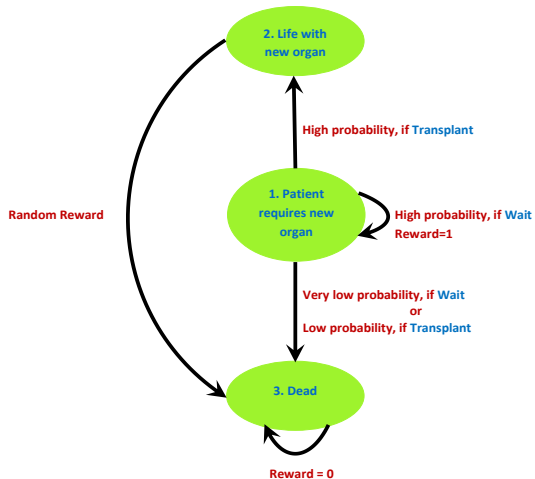 2. Life with
new organ
High probability, if Transplant
1. Patient
requires new
organ
Random Reward
High probability, if Wait
Reward=1
Very low probability, if Wait
or
Low probability, if Transplant
3. Dead
Reward = 0